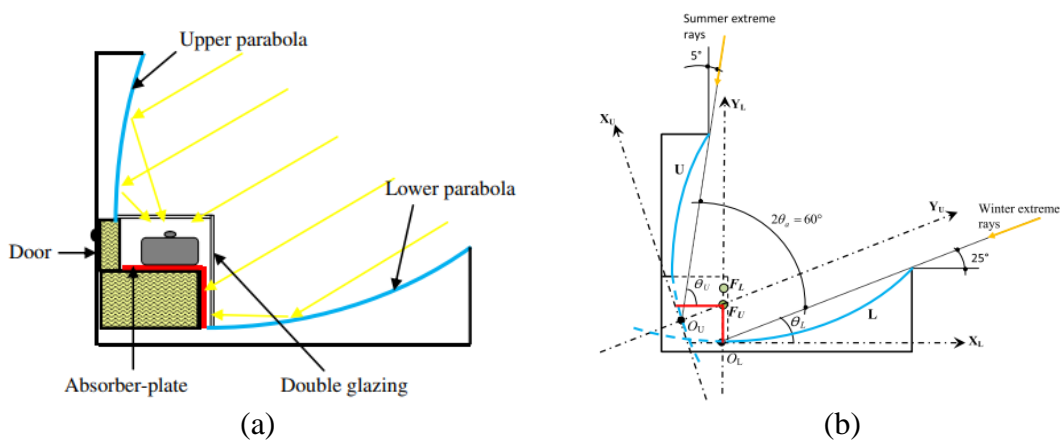 Upper parabola
Lower parabola
Door
Absorber-plate
Double glazing
(a)
Summer extreme
rays
5°
Y_L
X_U
U
2θ_a = 60°
Y_U
Winter extreme
rays
25°
θ_U
F_L
F_U
O_U
θ_L
L
X_L
O_L
(b)